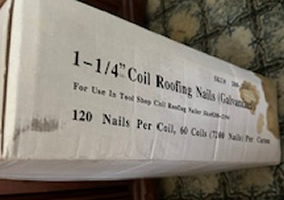 1-1/4" Coil Roofing Nails (Galvanized)
For Use In Tool Shop Coil Roofing Nailer
120 Nails Per Coil, 60 Coils (7200 Nails) Per Carton